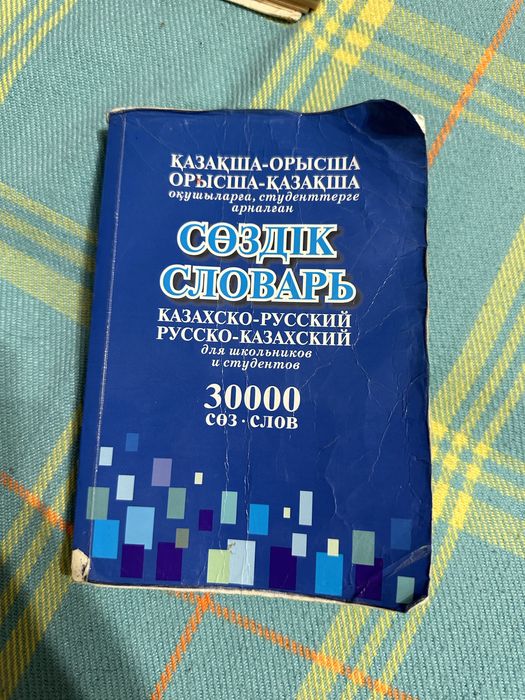 ҚАЗАҚША-ОРЫСША
ОРЫСША-ҚАЗАҚША
оқушыларға, студенттерге
арналған
СӨЗДІК
СЛОВАРЬ
КАЗАХСКО-РУССКИЙ
РУССКО-КАЗАХСКИЙ
для школьников
и студентов
30000
сөз · слов